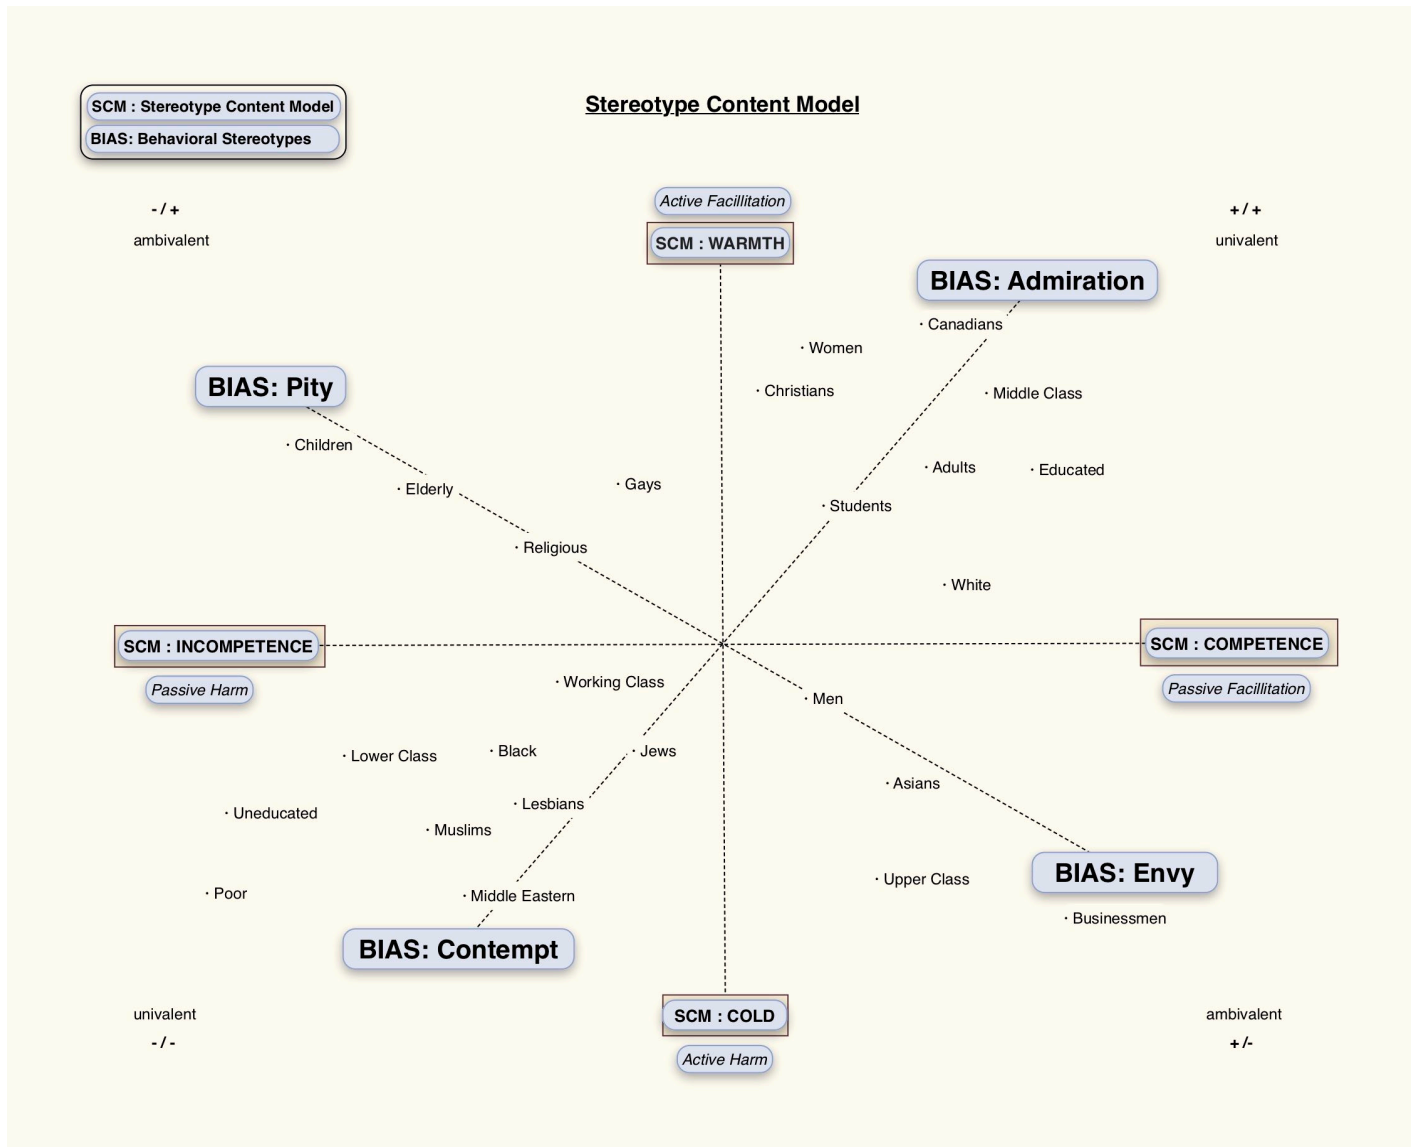 Stereotype Content Model
SCM : Stereotype Content Model
BIAS: Behavioral Stereotypes
- / +
ambivalent
Active Facillitation
SCM : WARMTH
+ / +
univalent
BIAS: Admiration
· Canadians
· Women
· Christians
· Middle Class
BIAS: Pity
· Children
· Elderly
· Gays
· Adults
· Educated
· Students
· Religious
· White
SCM : INCOMPETENCE
Passive Harm
SCM : COMPETENCE
Passive Facillitation
· Working Class
· Men
· Lower Class
· Black
· Jews
· Asians
· Lesbians
· Uneducated
· Muslims
· Poor
· Middle Eastern
BIAS: Contempt
· Upper Class
BIAS: Envy
· Businessmen
univalent
- / -
SCM : COLD
Active Harm
ambivalent
+ /-